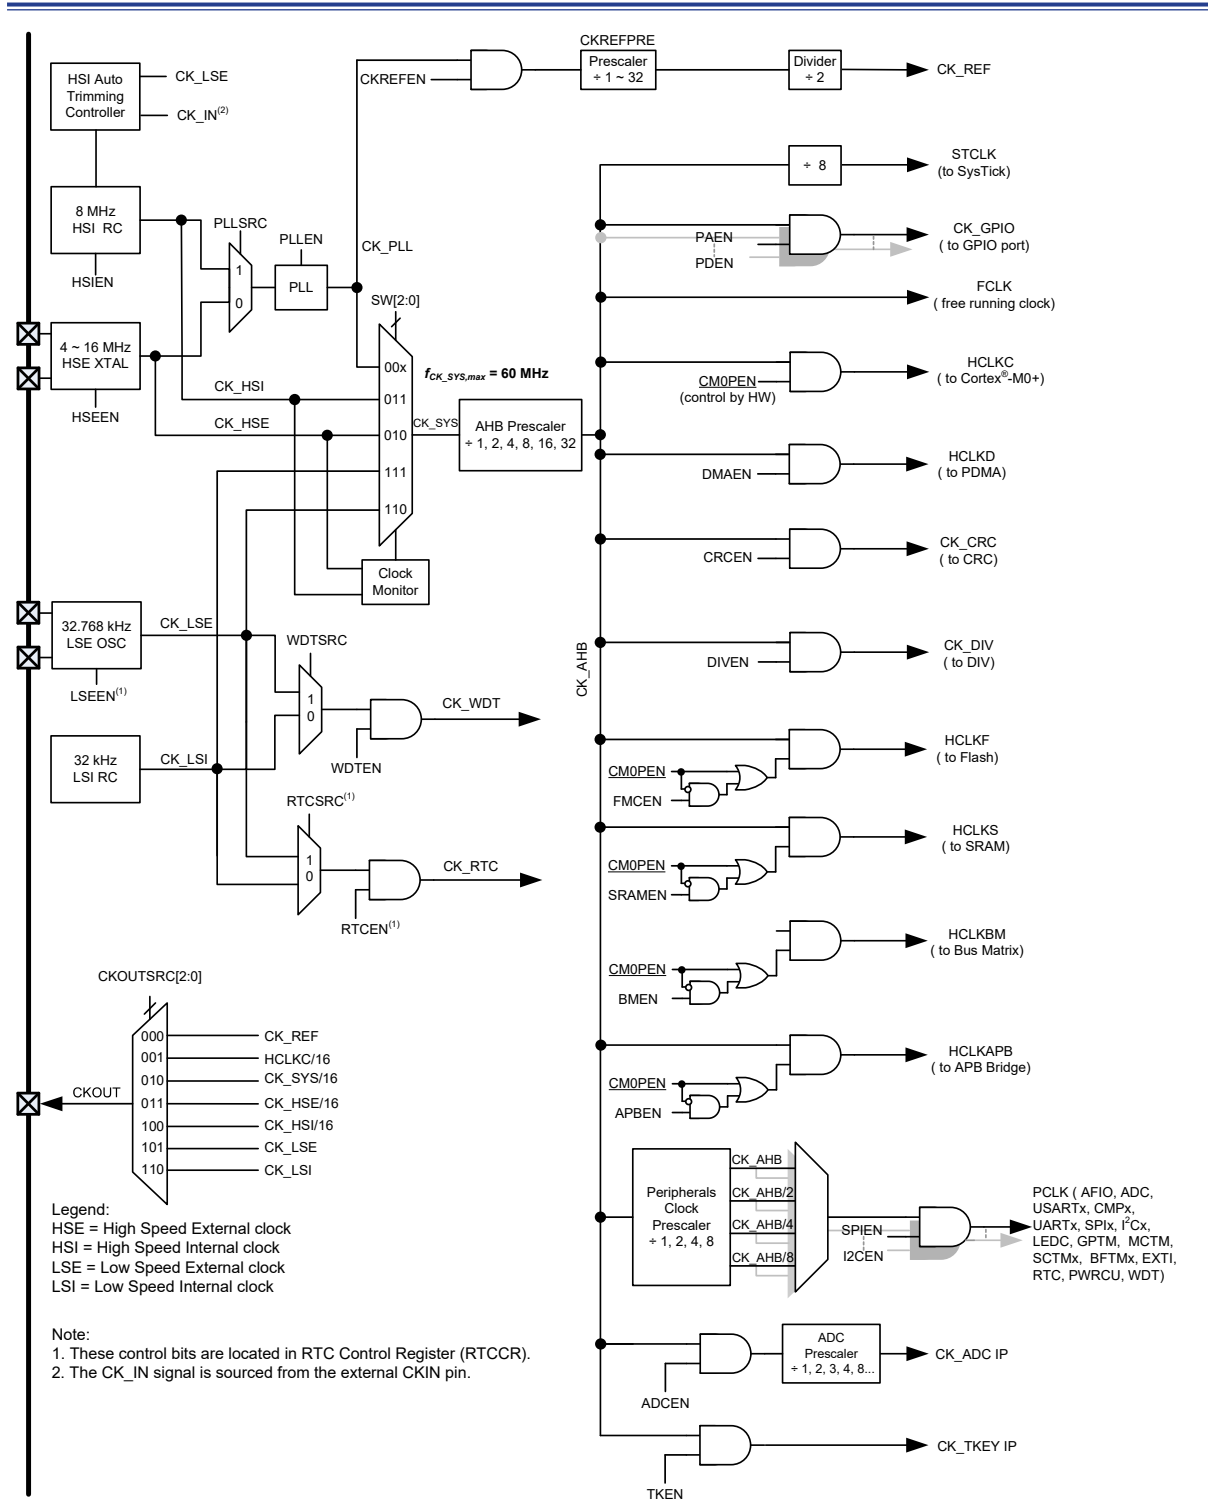 CKREFPRE
HSI Auto
Trimming
Controller
CK_LSE
CK_IN(2)
CKREFEN
Prescaler
÷ 1 ~ 32
Divider
÷ 2
CK_REF
÷ 8
STCLK
(to SysTick)
8 MHz
HSI RC
HSIEN
PLLSRC
1
0
PLLEN
PLL
CK_PLL
PAEN
PDEN
CK_GPIO
( to GPIO port)
FCLK
( free running clock)
4 ~ 16 MHz
HSE XTAL
HSEEN
CK_HSI
CK_HSE
SW[2:0]
00x
011
010
111
110
fCK_SYS,max = 60 MHz
CK_SYS
AHB Prescaler
÷ 1, 2, 4, 8, 16, 32
CM0PEN
(control by HW)
HCLKC
( to Cortex®-M0+)
DMAEN
HCLKD
( to PDMA)
CRCEN
CK_CRC
( to CRC)
Clock
Monitor
32.768 kHz
LSE OSC
LSEEN(1)
CK_LSE
WDTSRC
1
0
WDTEN
CK_WDT
CK_AHB
DIVEN
CK_DIV
( to DIV)
32 kHz
LSI RC
CK_LSI
CM0PEN
FMCEN
HCLKF
( to Flash)
RTCSRC(1)
1
0
RTCEN(1)
CK_RTC
CM0PEN
SRAMEN
HCLKS
( to SRAM)
CM0PEN
BMEN
HCLKBM
( to Bus Matrix)
CKOUTSRC[2:0]
CKOUT
000 CK_REF
001 HCLKC/16
010 CK_SYS/16
011 CK_HSE/16
100 CK_HSI/16
101 CK_LSE
110 CK_LSI
CM0PEN
APBEN
HCLKAPB
( to APB Bridge)
Peripherals
Clock
Prescaler
÷ 1, 2, 4, 8
CK_AHB
CK_AHB/2
CK_AHB/4
CK_AHB/8
SPIEN
I2CEN
PCLK ( AFIO, ADC,
USARTx, CMPx,
UARTx, SPIx, I2Cx,
LEDC, GPTM, MCTM,
SCTMx, BFTMx, EXTI,
RTC, PWRCU, WDT)
Legend:
HSE = High Speed External clock
HSI = High Speed Internal clock
LSE = Low Speed External clock
LSI = Low Speed Internal clock
Note:
1. These control bits are located in RTC Control Register (RTCCR).
2. The CK_IN signal is sourced from the external CKIN pin.
ADCEN
ADC
Prescaler
÷ 1, 2, 3, 4, 8...
CK_ADC IP
TKEN
CK_TKEY IP